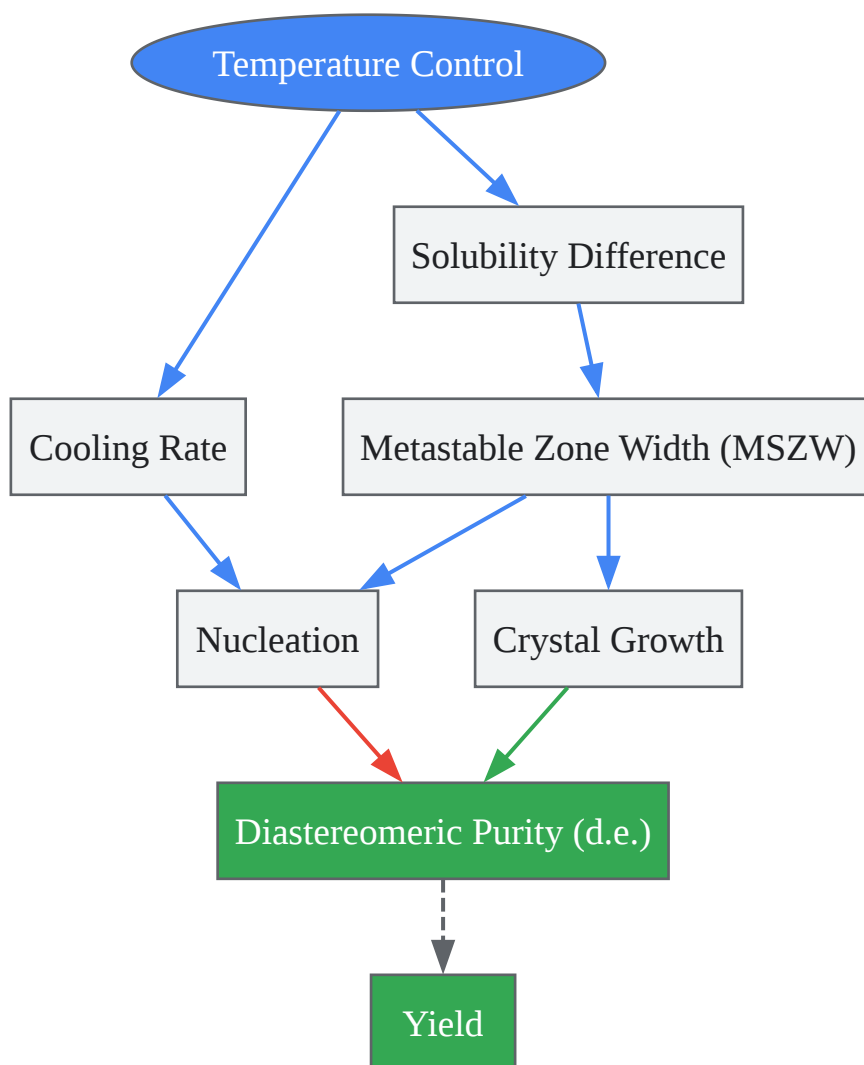 Temperature Control
Solubility Difference
Cooling Rate
Metastable Zone Width (MSZW)
Nucleation
Crystal Growth
Diastereomeric Purity (d.e.)
Yield